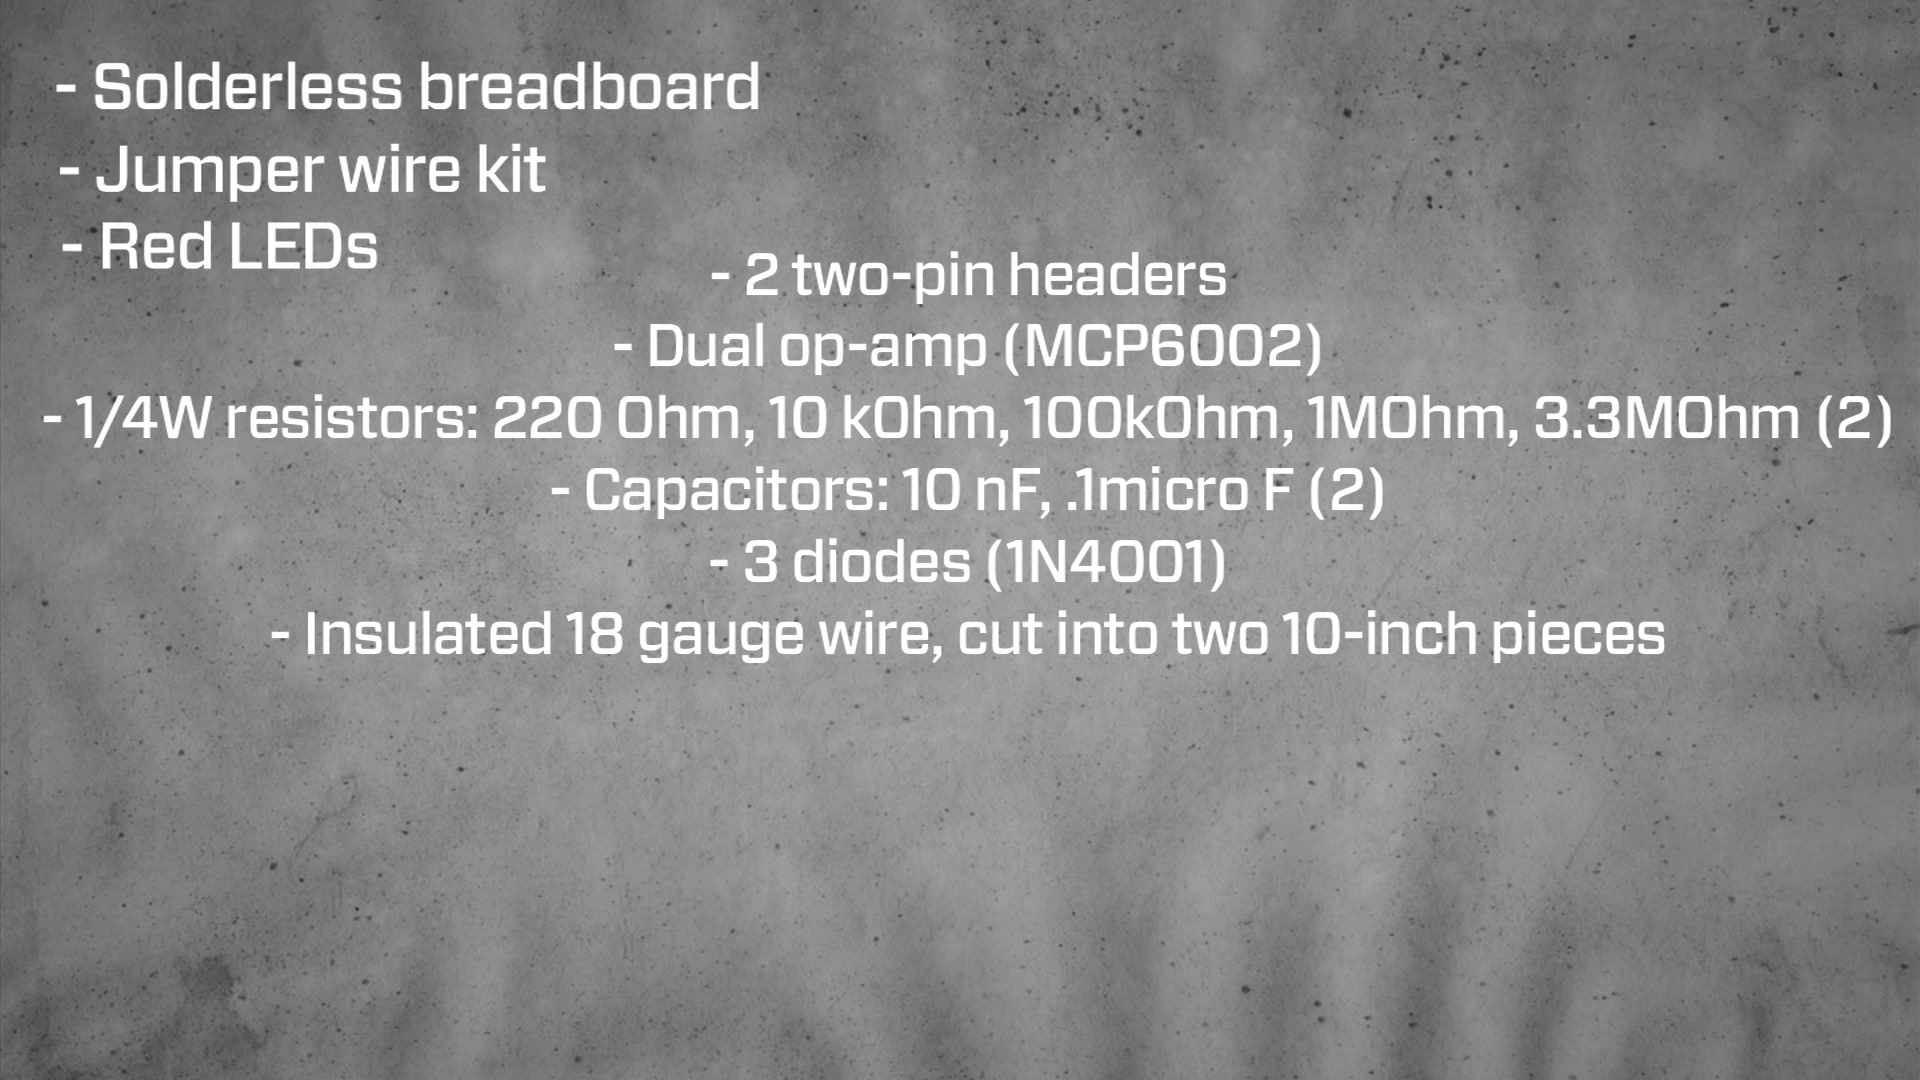 - Solderless breadboard
- Jumper wire kit
- Red LEDs
- 2 two-pin headers
- Dual op-amp (MCP6002)
- 1/4W resistors: 220 Ohm, 10 kOhm, 100kOhm, 1MOhm, 3.3MOhm (2)
- Capacitors: 10 nF, .1micro F (2)
- 3 diodes (1N4001)
- Insulated 18 gauge wire, cut into two 10-inch pieces